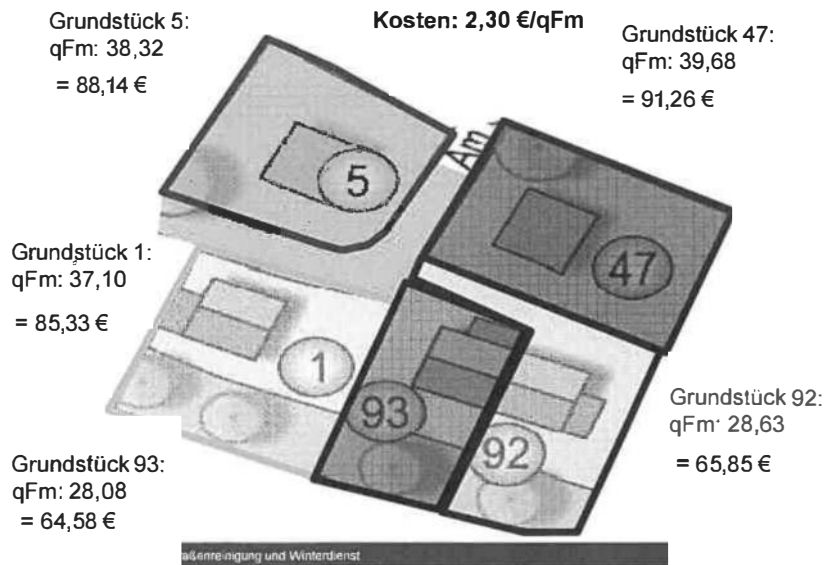 Kosten: 2,30 €/qFm
Grundstück 5:
qFm: 38,32
= 88,14 €
Grundstück 47:
qFm: 39,68
= 91,26 €
Am
5
47
Grundstück 1:
qFm: 37,10
= 85,33 €
1
93
92
Grundstück 92:
qFm: 28,63
= 65,85 €
Grundstück 93:
qFm: 28,08
= 64,58 €
aßenreinigung und Winterdienst